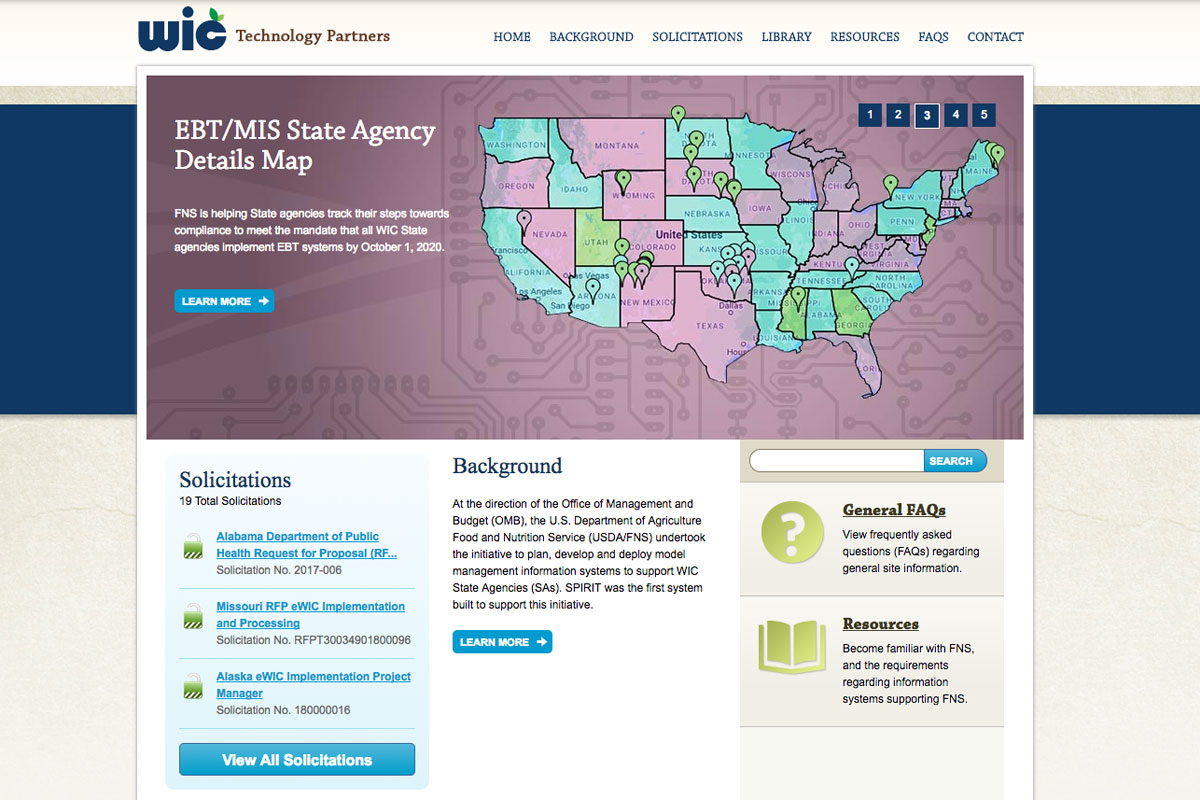 wic Technology Partners
HOME BACKGROUND SOLICITATIONS LIBRARY RESOURCES FAQS CONTACT
EBT/MIS State Agency
Details Map
FNS is helping State agencies track their steps towards
compliance to meet the mandate that all WIC State
agencies implement EBT systems by October 1, 2020.
LEARN MORE
1 2 3 4 5
WASHINGTON
MONTANA
MINNESOTA
MAINE
OREGON
IDAHO
WYOMING
WISCONS
NEW YORK
IOWA
NEBRASKA
PENN
OHIO
ILINOIS
INDIANA
NEVADA
UTAH
COLORADO
United States
KANS
VIRGINIA
KENTU
Francisco
CALIFORNIA
Las Vegas
TENNESSEE
NORTH
CAROLINA
Los Angeles
San Diego
NEW MEXICO
ARKANSAS
SOUTH
ALABAMA
GEORGIA
Dallas
TEXAS
LOUISIANA
Hous
Solicitations
19 Total Solicitations
Alabama Department of Public
Health Request for Proposal (RF...
Solicitation No. 2017-006
Missouri RFP eWIC Implementation
and Processing
Solicitation No. RFPT30034901800096
Alaska eWIC Implementation Project
Manager
Solicitation No. 180000016
View All Solicitations
Background
At the direction of the Office of Management and
Budget (OMB), the U.S. Department of Agriculture
Food and Nutrition Service (USDA/FNS) undertook
the initiative to plan, develop and deploy model
management information systems to support WIC
State Agencies (SAs). SPIRIT was the first system
built to support this initiative.
LEARN MORE
SEARCH
General FAQs
View frequently asked
questions (FAQs) regarding
general site information.
Resources
Become familiar with FNS,
and the requirements
regarding information
systems supporting FNS.